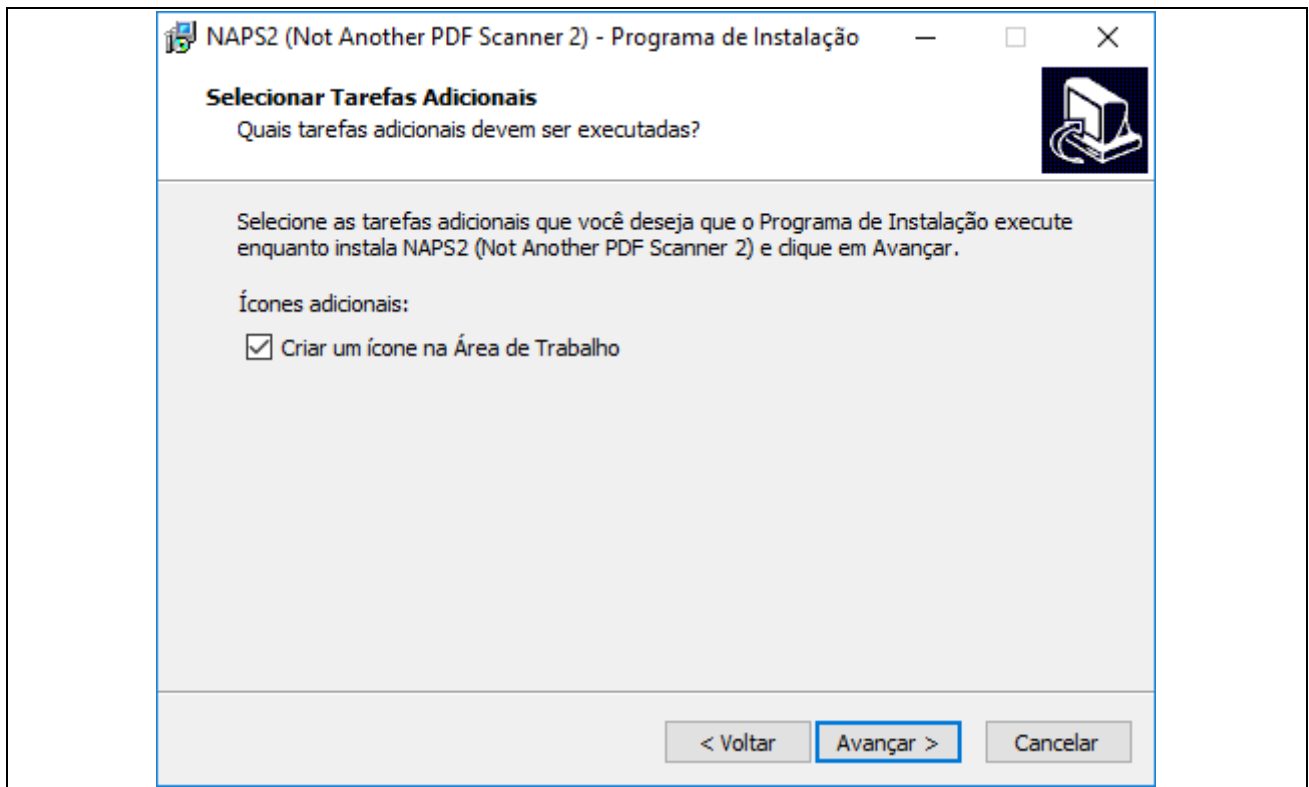 NAPS2 (Not Another PDF Scanner 2) - Programa de Instalação
Selecionar Tarefas Adicionais
Quais tarefas adicionais devem ser executadas?
Selecione as tarefas adicionais que você deseja que o Programa de Instalação execute
enquanto instala NAPS2 (Not Another PDF Scanner 2) e clique em Avançar.
Ícones adicionais:
Criar um ícone na Área de Trabalho
< Voltar
Avançar >
Cancelar